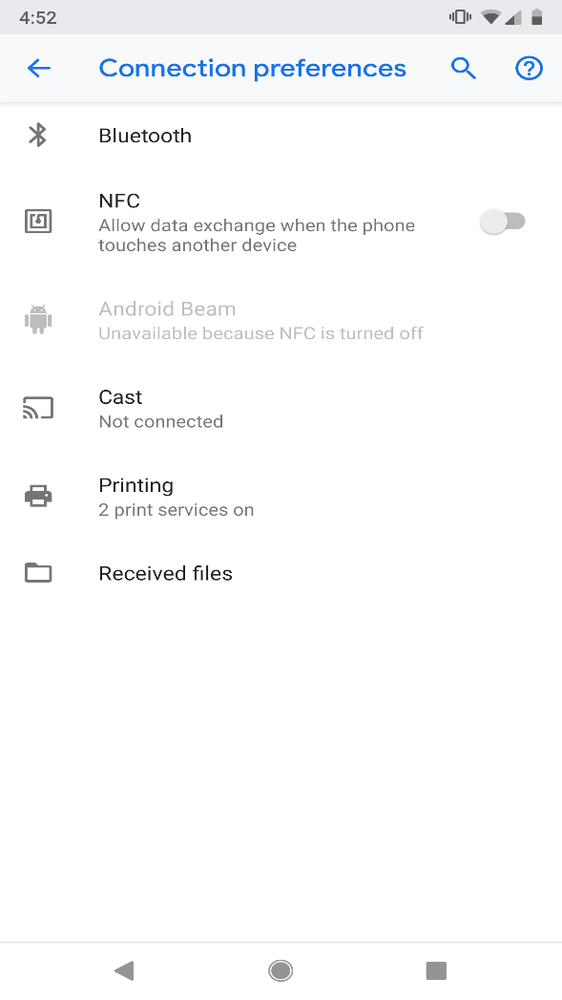 4:52
Connection preferences
Bluetooth
NFC
Allow data exchange when the phone
touches another device
Android Beam
Unavailable because NFC is turned off
Cast
Not connected
Printing
2 print services on
Received files